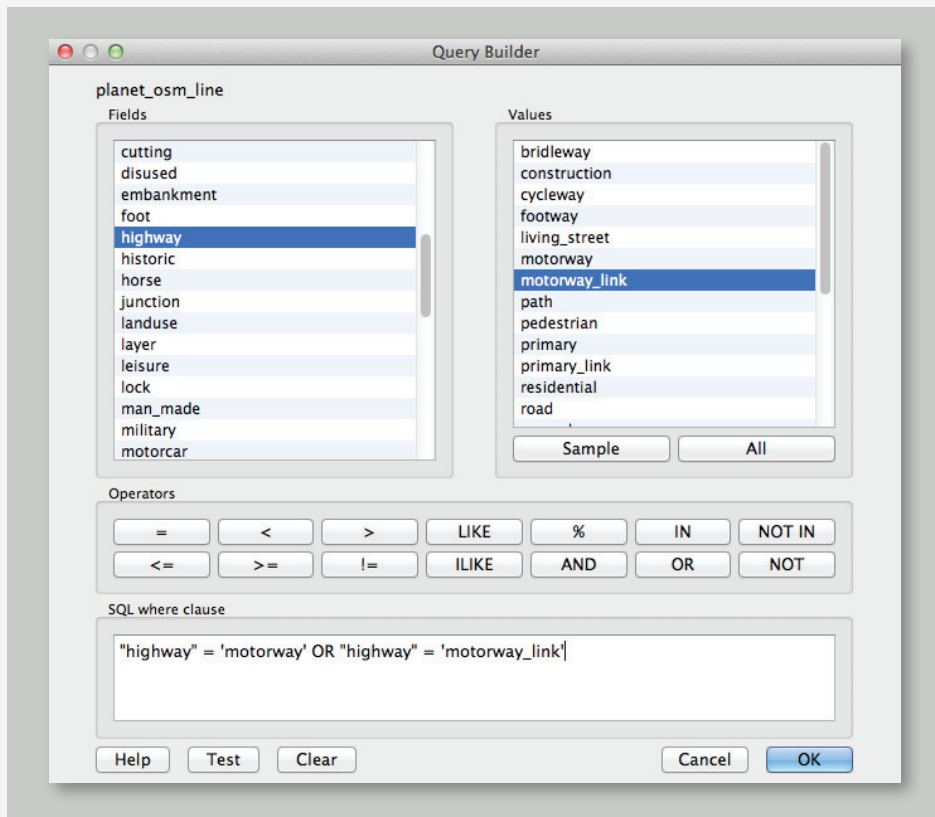 Query Builder
planet_osm_line
Fields
cutting
disused
embankment
foot
highway
historic
horse
junction
landuse
layer
leisure
lock
man_made
military
motorcar
Values
bridleway
construction
cycleway
footway
living_street
motorway
motorway_link
path
pedestrian
primary
primary_link
residential
road
Sample All
Operators
= < > LIKE % IN NOT IN
<= >= != ILIKE AND OR NOT
SQL where clause
"highway" = 'motorway' OR "highway" = 'motorway_link'
Help Test Clear Cancel OK